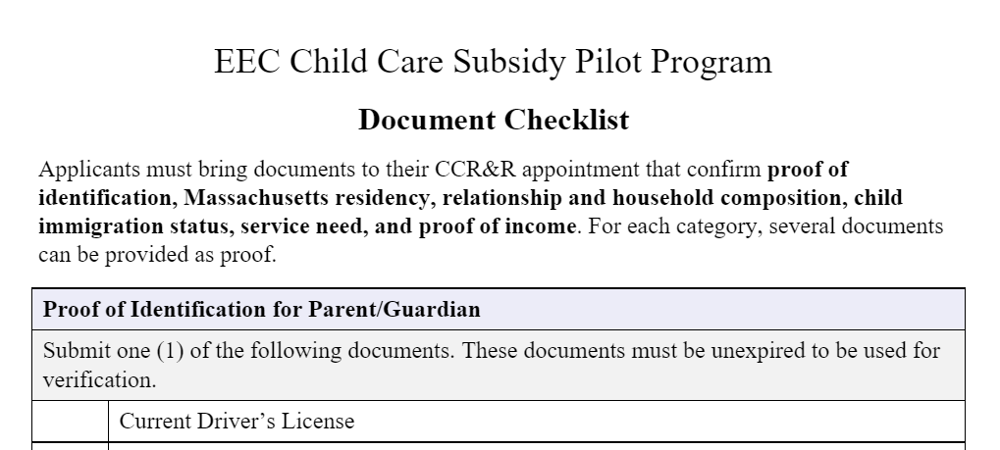 EEC Child Care Subsidy Pilot Program
Document Checklist
Applicants must bring documents to their CCR&R appointment that confirm proof of
identification, Massachusetts residency, relationship and household composition, child
immigration status, service need, and proof of income. For each category, several documents
can be provided as proof.
Proof of Identification for Parent/Guardian
Submit one (1) of the following documents. These documents must be unexpired to be used for
verification.
Current Driver’s License